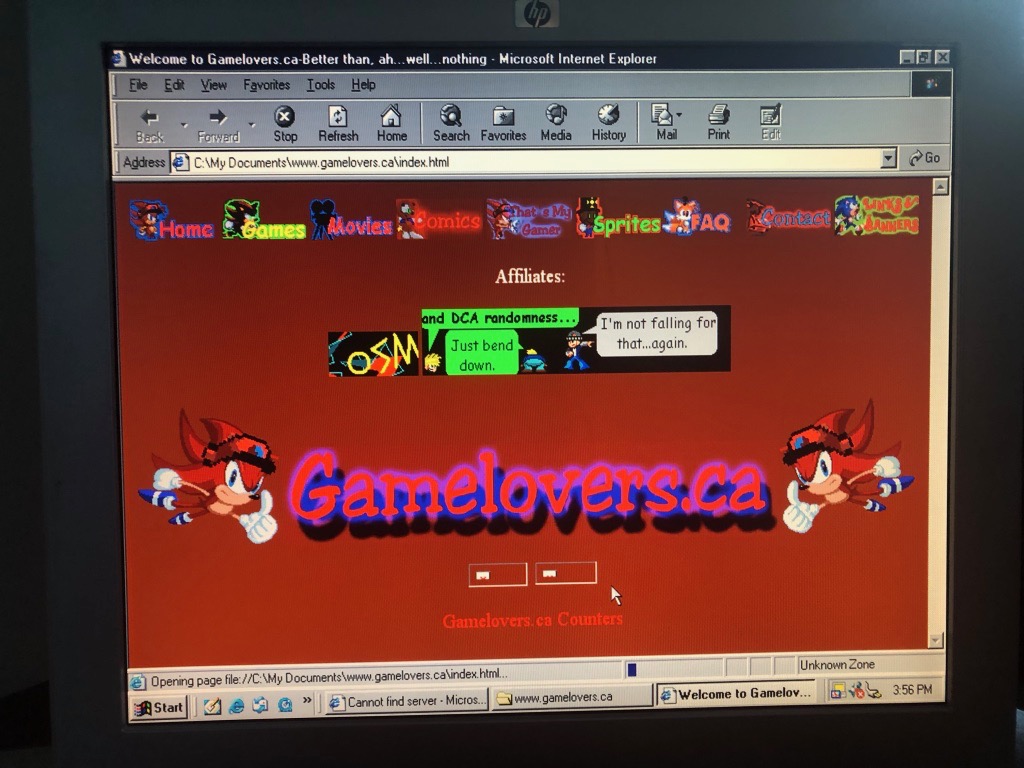 hp
Welcome to Gamelovers.ca-Better than, ah...well...nothing - Microsoft Internet Explorer
File Edit View Favorites Tools Help
Back Forward Stop Refresh Home Search Favorites Media History Mail Print Edit
Address C:\My Documents\www.gamelovers.ca\index.html Go
Home Games Movies Comics That's My Gamer Sprites FAQ Contact Links & Banners
Affiliates:
OSM
and DCA randomness...
Just bend
down.
I'm not falling for
that...again.
Gamelovers.ca
Gamelovers.ca Counters
Opening page file://C:\My Documents\www.gamelovers.ca\index.html... Unknown Zone
Start » Cannot find server - Micros... www.gamelovers.ca Welcome to Gamelov... 3:56 PM